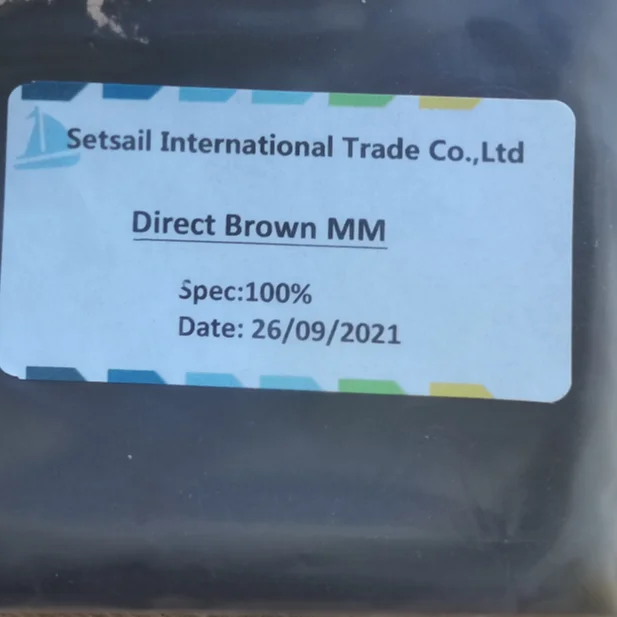 Setsail International Trade Co.,Ltd
Direct Brown MM
Spec:100%
Date: 26/09/2021